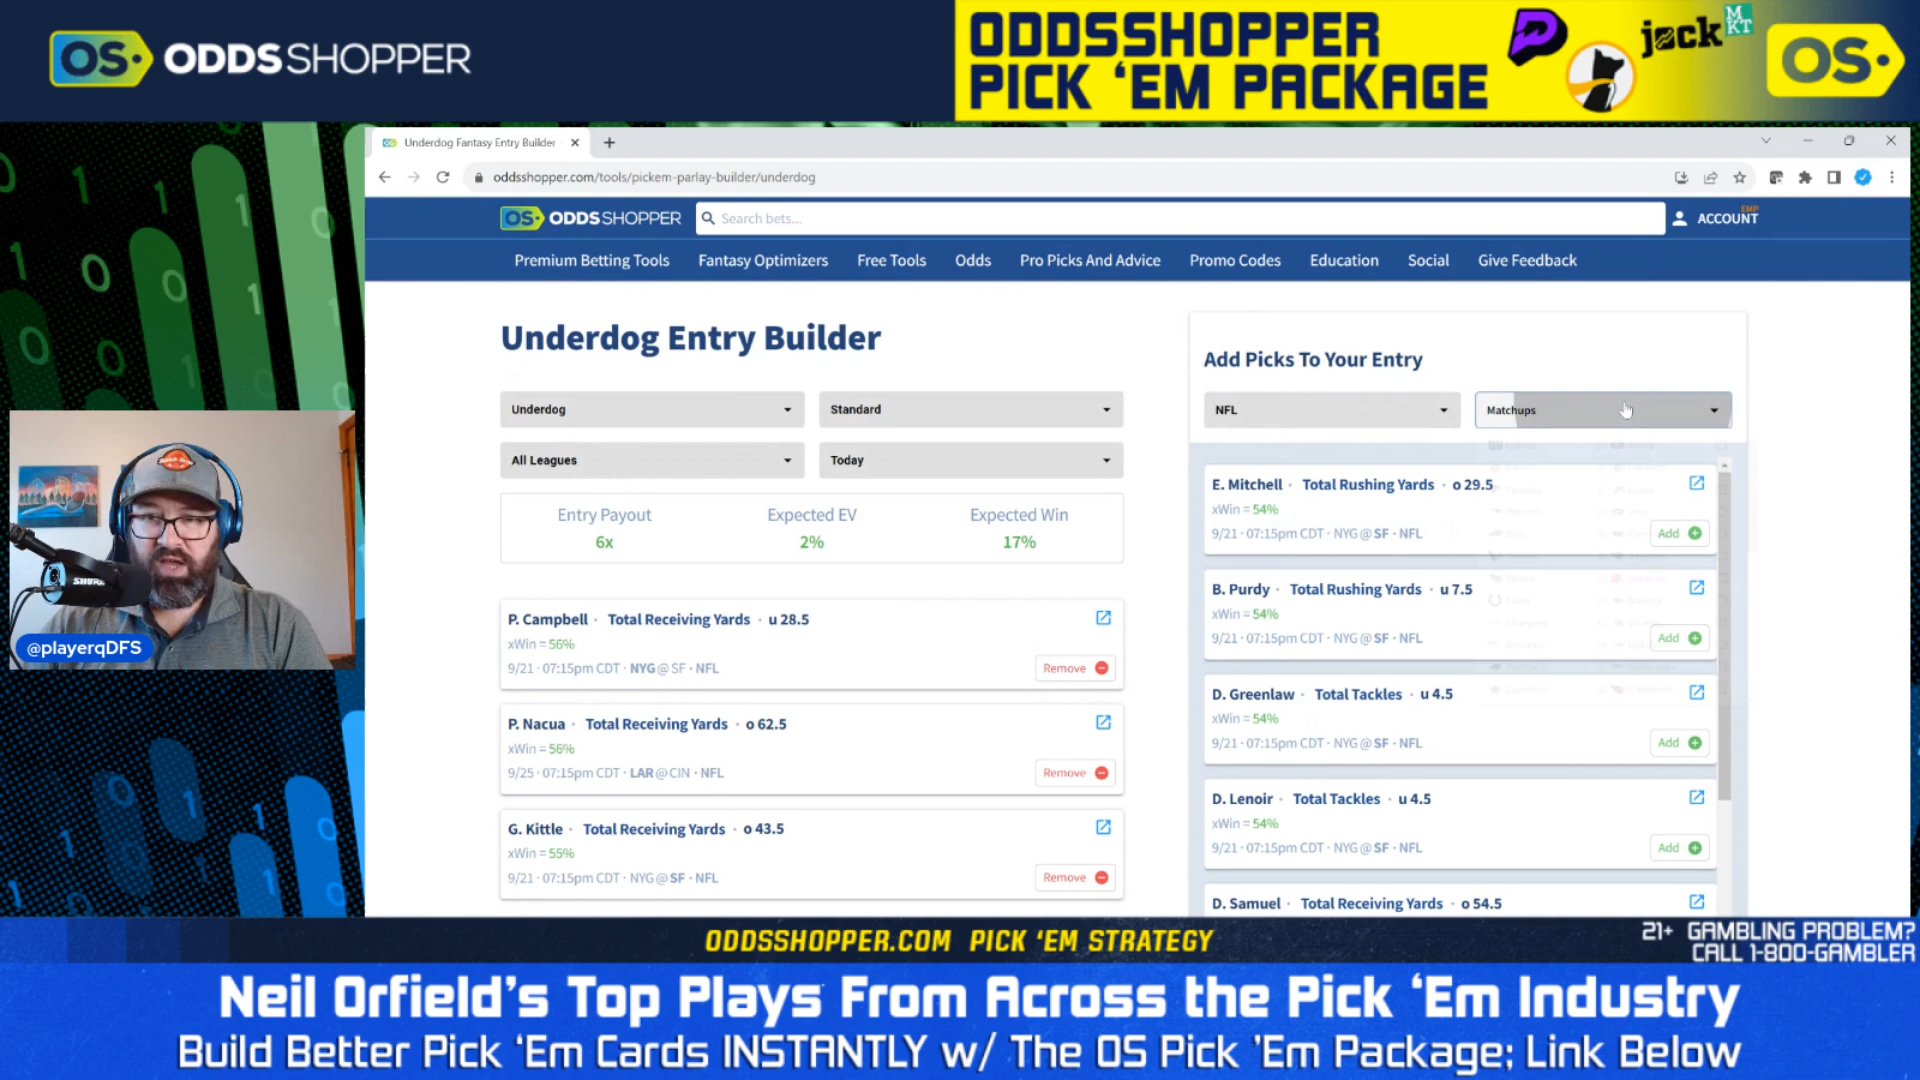 OS ODDSSHOPPER
ODDSSHOPPER
PICK ‘EM PACKAGE
jock MKT
OS
Underdog Fantasy Entry Builder
oddsshopper.com/tools/pickem-parlay-builder/underdog
OS ODDSSHOPPER
Search bets...
EMP
ACCOUNT
Premium Betting Tools Fantasy Optimizers Free Tools Odds Pro Picks And Advice Promo Codes Education Social Give Feedback
Underdog Entry Builder
Underdog Standard
All Leagues Today
Entry Payout Expected EV Expected Win
6x 2% 17%
P. Campbell · Total Receiving Yards · u 28.5
xWin = 56%
9/21 · 07:15pm CDT · NYG @ SF · NFL Remove
P. Nacua · Total Receiving Yards · o 62.5
xWin = 56%
9/25 · 07:15pm CDT · LAR @ CIN · NFL Remove
G. Kittle · Total Receiving Yards · o 43.5
xWin = 55%
9/21 · 07:15pm CDT · NYG @ SF · NFL Remove
Add Picks To Your Entry
NFL Matchups
E. Mitchell · Total Rushing Yards · o 29.5
xWin = 54%
9/21 · 07:15pm CDT · NYG @ SF · NFL Add
B. Purdy · Total Rushing Yards · u 7.5
xWin = 54%
9/21 · 07:15pm CDT · NYG @ SF · NFL Add
D. Greenlaw · Total Tackles · u 4.5
xWin = 54%
9/21 · 07:15pm CDT · NYG @ SF · NFL Add
D. Lenoir · Total Tackles · u 4.5
xWin = 54%
9/21 · 07:15pm CDT · NYG @ SF · NFL Add
D. Samuel · Total Receiving Yards · o 54.5
SHURE
@playerqDFS
ODDSSHOPPER.COM PICK ‘EM STRATEGY
21+ GAMBLING PROBLEM?
CALL 1-800-GAMBLER
Neil Orfield’s Top Plays From Across the Pick ‘Em Industry
Build Better Pick ‘Em Cards INSTANTLY w/ The OS Pick ’Em Package; Link Below